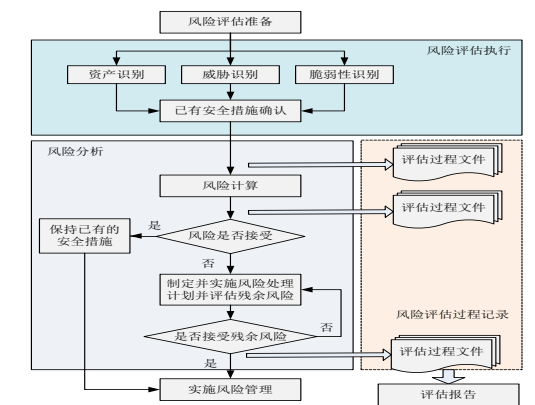 风险评估准备
风险评估执行
资产识别
威胁识别
脆弱性识别
已有安全措施确认
风险分析
评估过程文件
风险计算
评估过程文件
保持已有的
安全措施
是
风险是否接受
否
制定并实施风险处理
计划并评估残余风险
风险评估过程记录
否
是否接受残余风险
评估过程文件
是
实施风险管理
评估报告